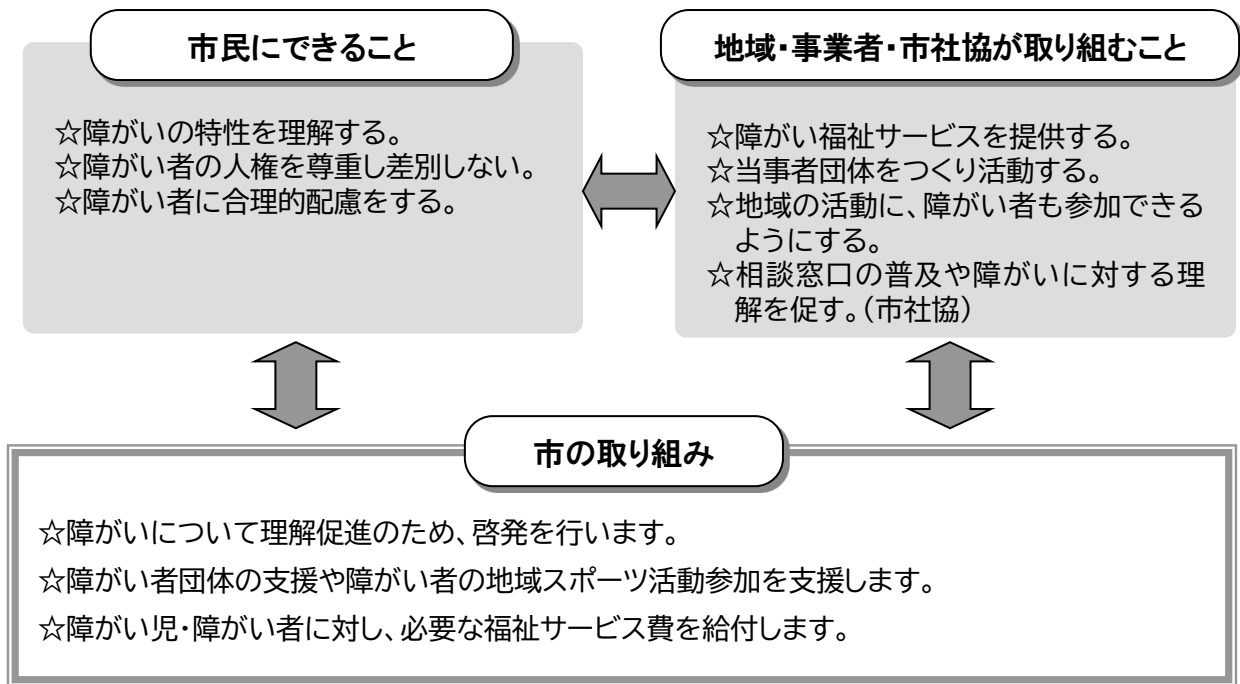 市民にできること
☆障がいの特性を理解する。
☆障がい者の人権を尊重し差別しない。
☆障がい者に合理的配慮をする。
地域・事業者・市社協が取り組むこと
☆障がい福祉サービスを提供する。
☆当事者団体をつくり活動する。
☆地域の活動に、障がい者も参加できる
ようにする。
☆相談窓口の普及や障がいに対する理
解を促す。(市社協)
市の取り組み
☆障がいについて理解促進のため、啓発を行います。
☆障がい者団体の支援や障がい者の地域スポーツ活動参加を支援します。
☆障がい児・障がい者に対し、必要な福祉サービス費を給付します。